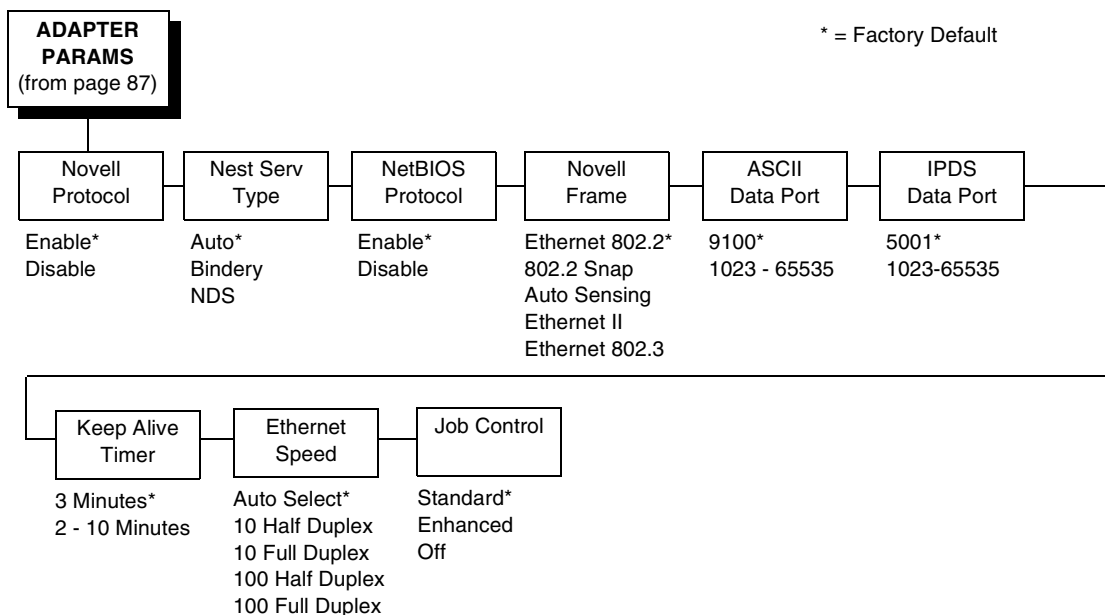 ADAPTER
PARAMS
(from page 87)
* = Factory Default
Novell
Protocol
Enable*
Disable
Nest Serv
Type
Auto*
Bindery
NDS
NetBIOS
Protocol
Enable*
Disable
Novell
Frame
Ethernet 802.2*
802.2 Snap
Auto Sensing
Ethernet II
Ethernet 802.3
ASCII
Data Port
9100*
1023 - 65535
IPDS
Data Port
5001*
1023-65535
Keep Alive
Timer
3 Minutes*
2 - 10 Minutes
Ethernet
Speed
Auto Select*
10 Half Duplex
10 Full Duplex
100 Half Duplex
100 Full Duplex
Job Control
Standard*
Enhanced
Off